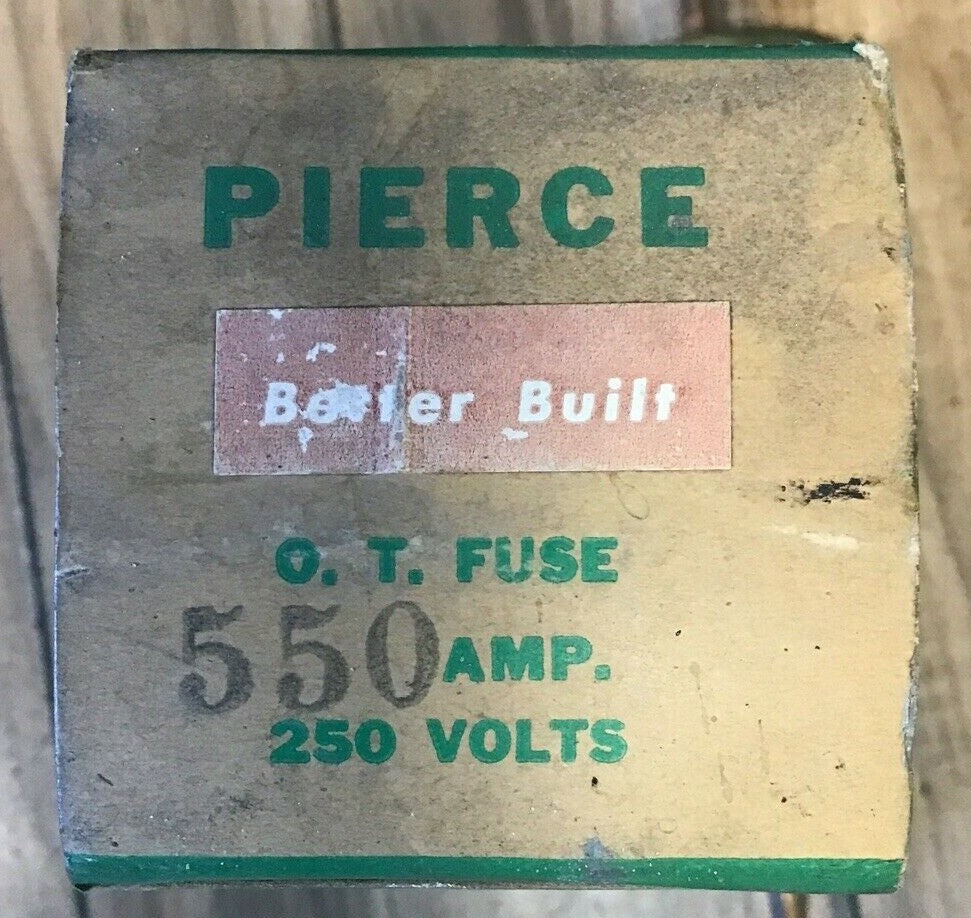 PIERCE
Better Built
O. T. FUSE
550 AMP.
250 VOLTS